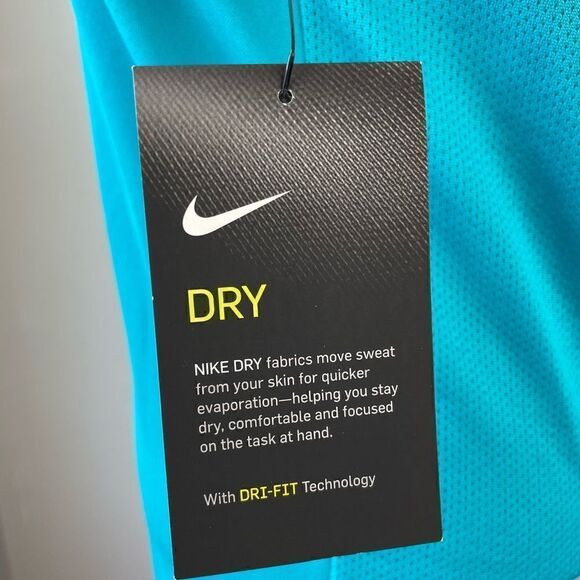 DRY
NIKE DRY fabrics move sweat
from your skin for quicker
evaporation—helping you stay
dry, comfortable and focused
on the task at hand.
With DRI-FIT Technology